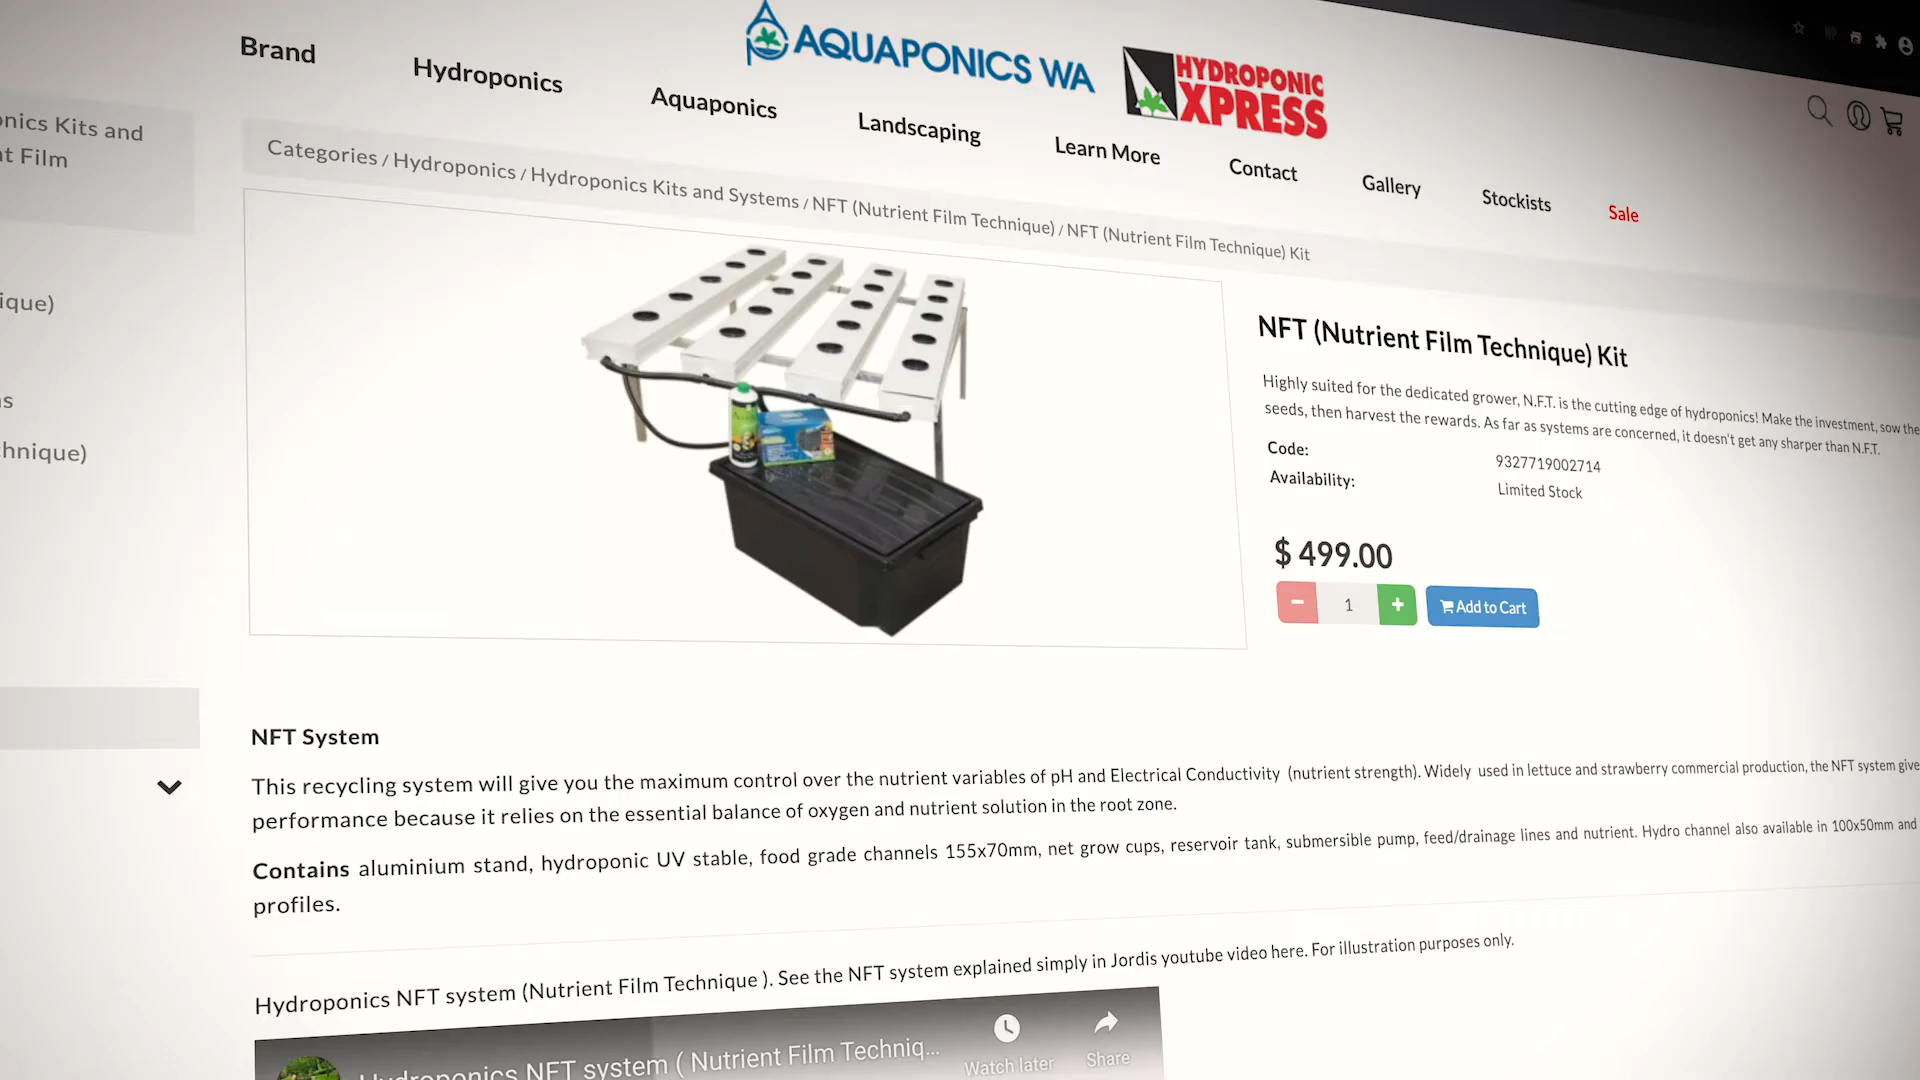 AQUAPONICS WA
HYDROPONIC
XPRESS
Brand
Hydroponics
Aquaponics
Landscaping
Learn More
Contact
Gallery
Stockists
Sale
onics Kits and
t Film
ique)
s
hnique)
Categories / Hydroponics / Hydroponics Kits and Systems / NFT (Nutrient Film Technique) / NFT (Nutrient Film Technique) Kit
NFT (Nutrient Film Technique) Kit
Highly suited for the dedicated grower, N.F.T. is the cutting edge of hydroponics! Make the investment, sow the
seeds, then harvest the rewards. As far as systems are concerned, it doesn't get any sharper than N.F.T.
Code: 9327719002714
Availability: Limited Stock
$ 499.00
- 1 + Add to Cart
NFT System
This recycling system will give you the maximum control over the nutrient variables of pH and Electrical Conductivity (nutrient strength). Widely used in lettuce and strawberry commercial production, the NFT system give
performance because it relies on the essential balance of oxygen and nutrient solution in the root zone.
Contains aluminium stand, hydroponic UV stable, food grade channels 155x70mm, net grow cups, reservoir tank, submersible pump, feed/drainage lines and nutrient. Hydro channel also available in 100x50mm and
profiles.
Hydroponics NFT system (Nutrient Film Technique ). See the NFT system explained simply in Jordis youtube video here. For illustration purposes only.
Hydroponics NFT system ( Nutrient Film Techniq...
Watch later
Share